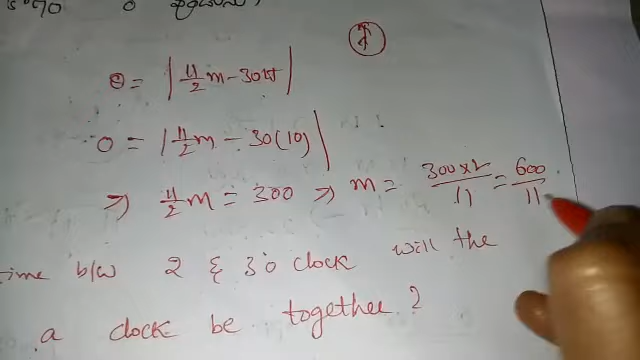 θ = | 11/2 m - 30H |
0 = | 11/2 m - 30(10) |
⇒ 11/2 m = 300 ⇒ m = 300×2/11 = 600/11
time b/w 2 & 3 o clock will the
a clock be together ?